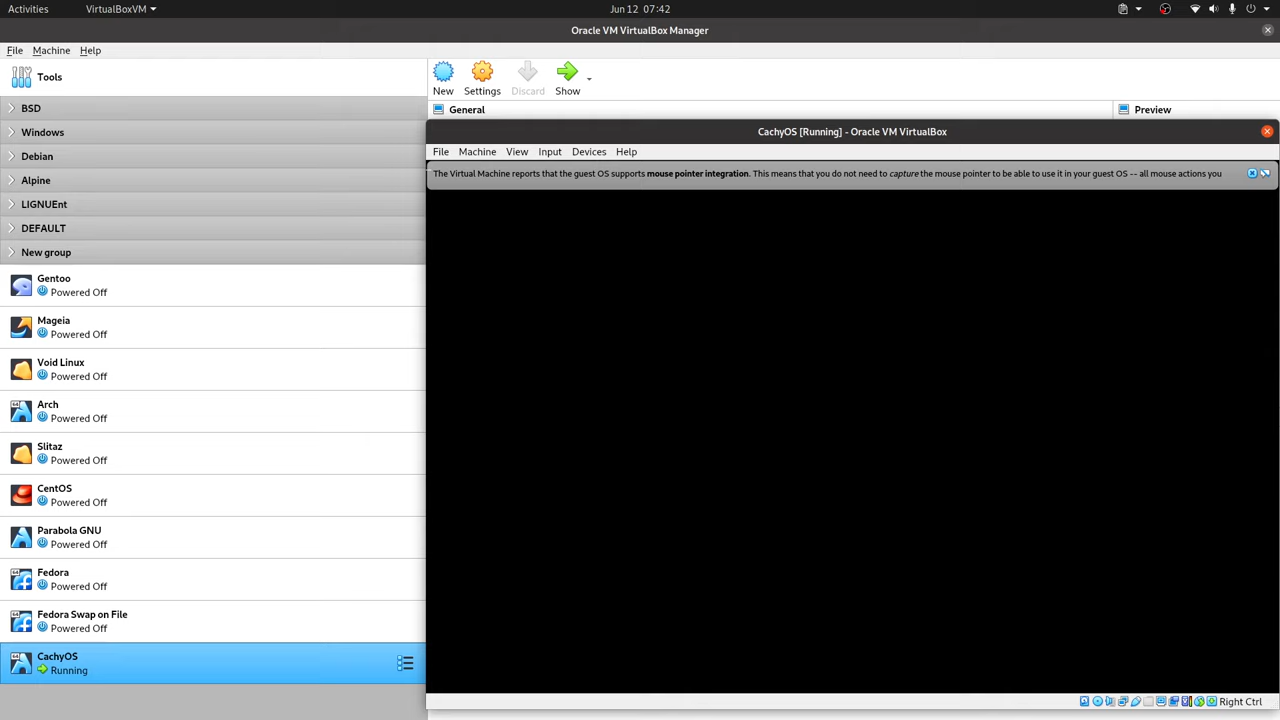 Activities VirtualBoxVM Jun 12 07:42
Oracle VM VirtualBox Manager
File Machine Help
Tools
New Settings Discard Show
General Preview
BSD
Windows
Debian
Alpine
LIGNUEnt
DEFAULT
New group
Gentoo
Powered Off
Mageia
Powered Off
Void Linux
Powered Off
Arch
Powered Off
Slitaz
Powered Off
CentOS
Powered Off
Parabola GNU
Powered Off
Fedora
Powered Off
Fedora Swap on File
Powered Off
CachyOS
Running
CachyOS [Running] - Oracle VM VirtualBox
File Machine View Input Devices Help
The Virtual Machine reports that the guest OS supports mouse pointer integration. This means that you do not need to capture the mouse pointer to be able to use it in your guest OS -- all mouse actions you
Right Ctrl